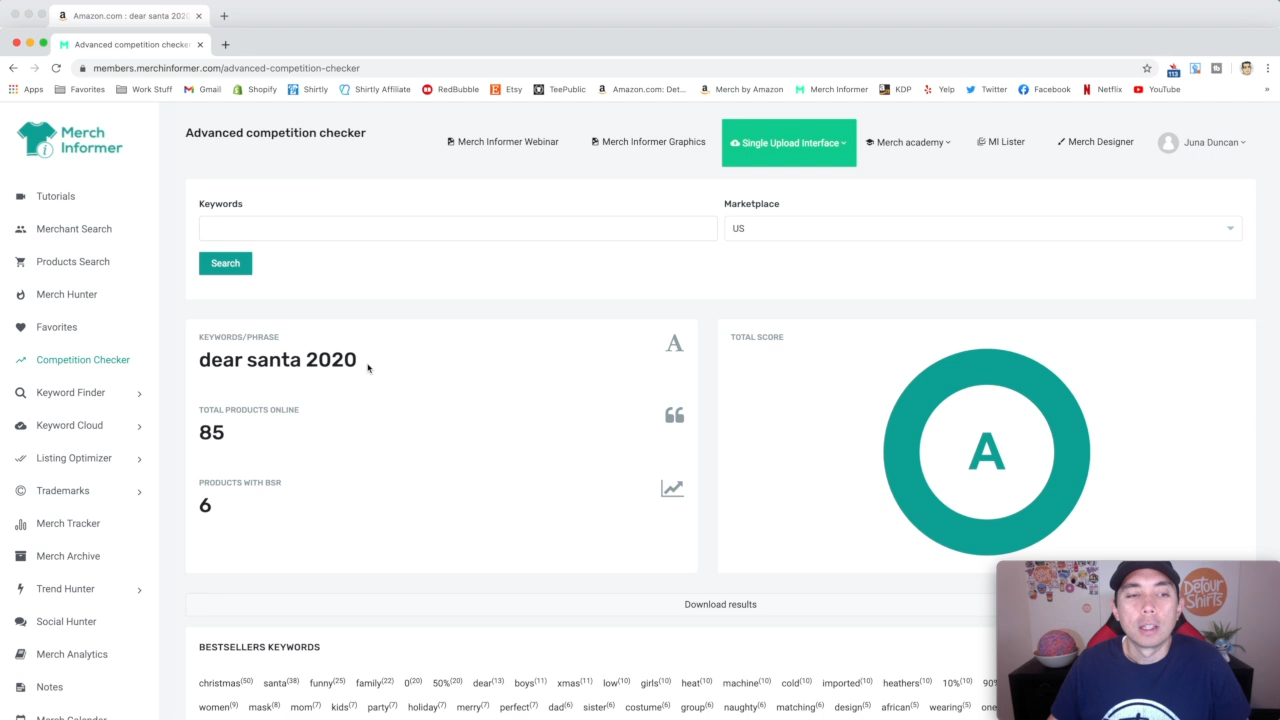 Amazon.com : dear santa 2020
Advanced competition checke
members.merchinformer.com/advanced-competition-checker
113
Apps Favorites Work Stuff Gmail Shopify Shirtly Shirtly Affiliate RedBubble Etsy TeePublic Amazon.com: Det... Merch by Amazon Merch Informer KDP Yelp Twitter Facebook Netflix YouTube »
Merch
Informer
Advanced competition checker
Merch Informer Webinar Merch Informer Graphics Single Upload Interface Merch academy MI Lister Merch Designer Juna Duncan
Tutorials
Merchant Search
Products Search
Merch Hunter
Favorites
Competition Checker
Keyword Finder
Keyword Cloud
Listing Optimizer
Trademarks
Merch Tracker
Merch Archive
Trend Hunter
Social Hunter
Merch Analytics
Notes
Merch Calendar
Keywords
Marketplace
US
Search
KEYWORDS/PHRASE
dear santa 2020
TOTAL PRODUCTS ONLINE
85
PRODUCTS WITH BSR
6
TOTAL SCORE
A
Download results
BESTSELLERS KEYWORDS
christmas(50) santa(38) funny(25) family(22) 0(20) 50%(20) dear(13) boys(11) xmas(11) low(10) girls(10) heat(10) machine(10) cold(10) imported(10) heathers(10) 10%(10) 90%
women(9) mask(8) mom(7) kids(7) party(7) holiday(7) merry(7) perfect(7) dad(6) sister(6) costume(6) group(6) naughty(6) matching(6) design(5) african(5) wearing(5) one
DETOUR
SHIRTS